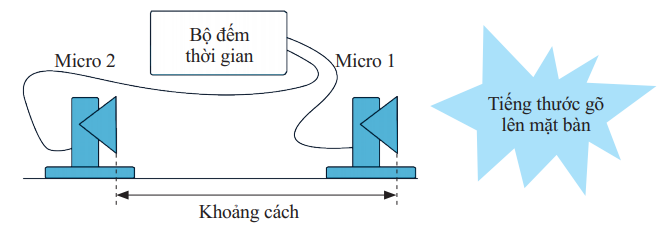 Bộ đếm
thời gian
Micro 2
Micro 1
Tiếng thước gõ
lên mặt bàn
Khoảng cách